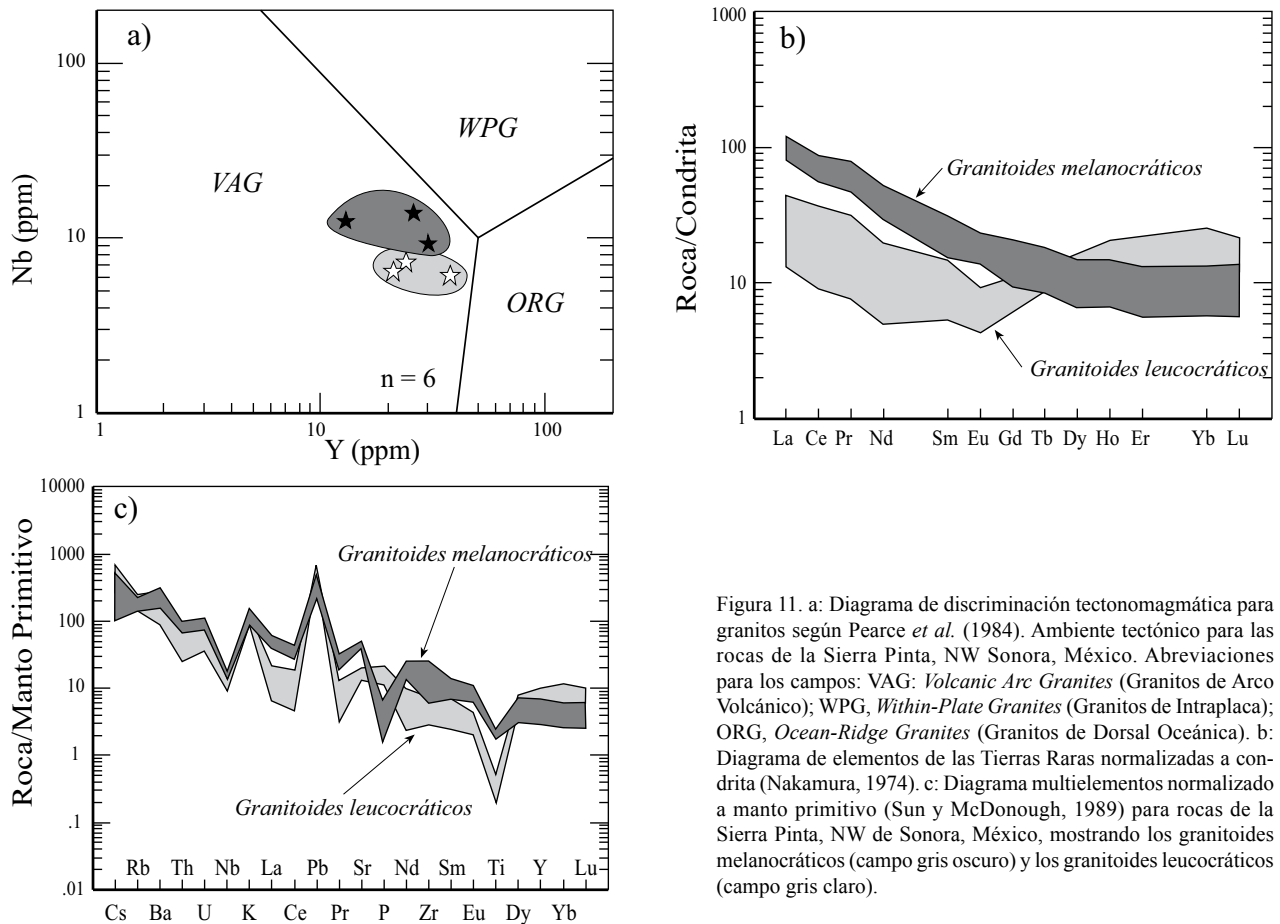 a)
100
10
1
Nb (ppm)
WPG
VAG
ORG
n = 6
1
10
100
Y (ppm)
b)
1000
100
10
1
Roca/Condrita
Granitoides melanocráticos
Granitoides leucocráticos
La Ce Pr Nd Sm Eu Gd Tb Dy Ho Er Yb Lu
c)
10000
1000
100
10
1
.1
.01
Roca/Manto Primitivo
Granitoides melanocráticos
Granitoides leucocráticos
Rb Th Nb La Pb Sr Nd Sm Ti Y Lu
Cs Ba U K Ce Pr P Zr Eu Dy Yb
Figura 11. a: Diagrama de discriminación tectonomagmática para
granitos según Pearce et al. (1984). Ambiente tectónico para las
rocas de la Sierra Pinta, NW Sonora, México. Abreviaciones
para los campos: VAG: Volcanic Arc Granites (Granitos de Arco
Volcánico); WPG, Within-Plate Granites (Granitos de Intraplaca);
ORG, Ocean-Ridge Granites (Granitos de Dorsal Oceánica). b:
Diagrama de elementos de las Tierras Raras normalizadas a con-
drita (Nakamura, 1974). c: Diagrama multielementos normalizado
a manto primitivo (Sun y McDonough, 1989) para rocas de la
Sierra Pinta, NW de Sonora, México, mostrando los granitoides
melanocráticos (campo gris oscuro) y los granitoides leucocráticos
(campo gris claro).